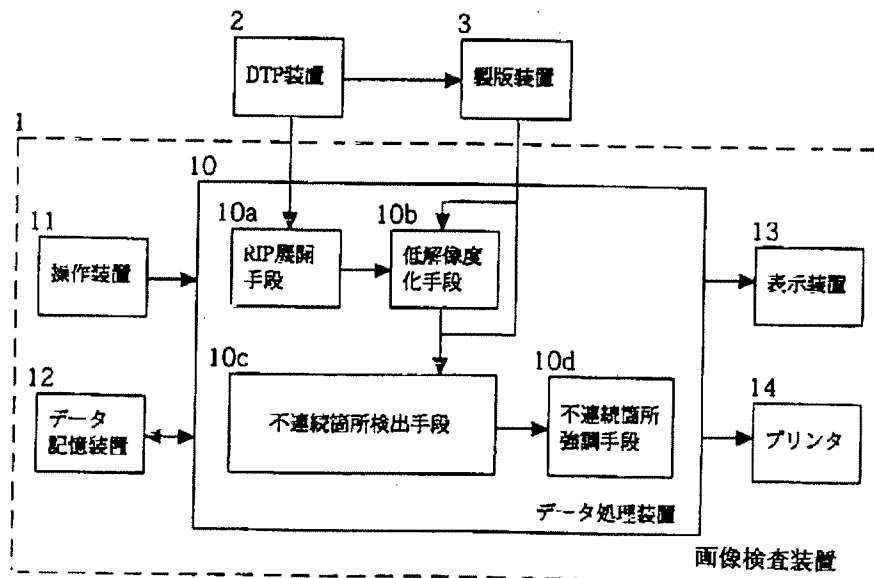 2
3
DTP装置
製版装置
1
10
11
10a
10b
13
操作装置
RIP展開
手段
低解像度
化手段
表示装置
12
10c
10d
14
データ
記憶装置
不連続箇所検出手段
不連続箇所
強調手段
プリンタ
データ処理装置
画像検査装置